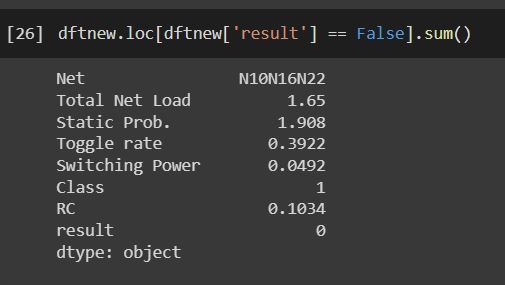 [26] dftnew.loc[dftnew['result'] == False].sum()
Net N10N16N22
Total Net Load 1.65
Static Prob. 1.908
Toggle rate 0.3922
Switching Power 0.0492
Class 1
RC 0.1034
result 0
dtype: object